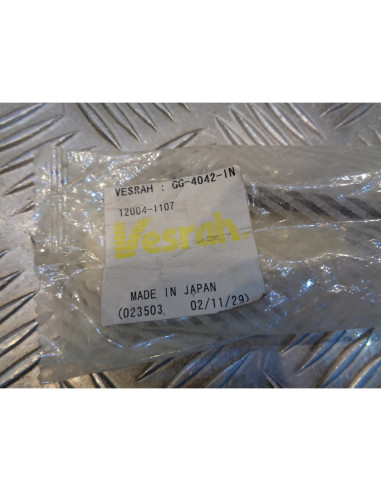 VESRAH : GG-4042-IN
12004-1107
Vesrah
MADE IN JAPAN
(023503, 02/11/29)